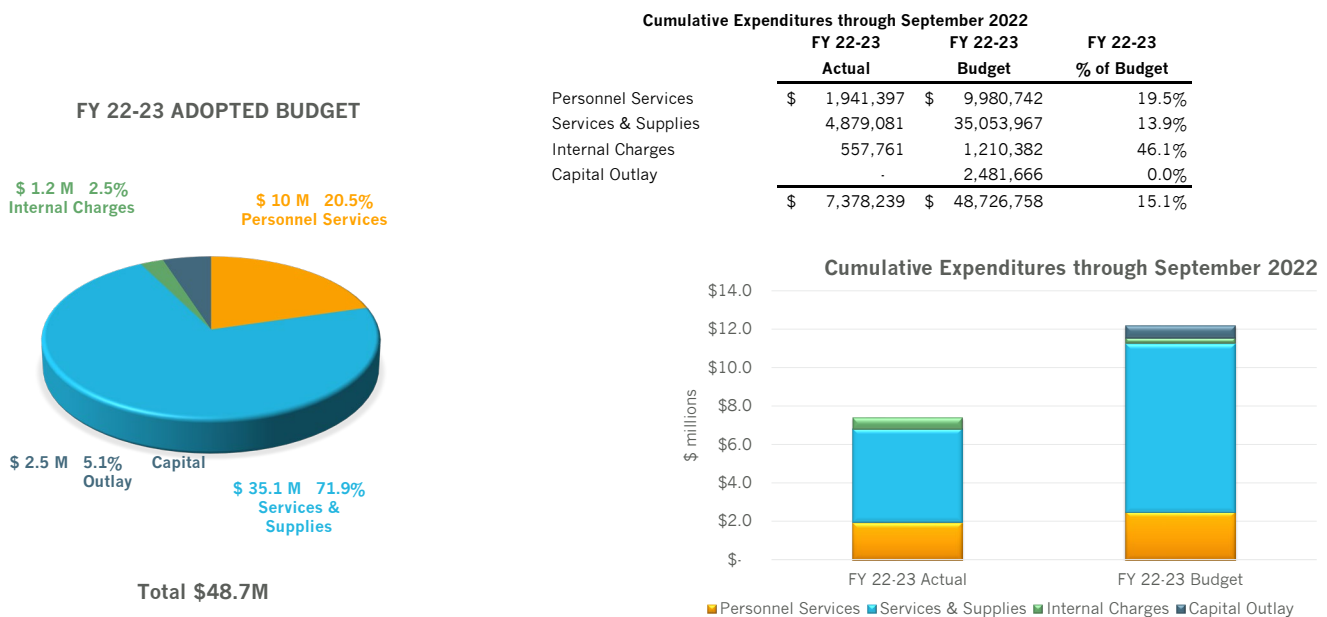 FY 22-23 ADOPTED BUDGET
$ 1.2 M 2.5%
Internal Charges
$ 10 M 20.5%
Personnel Services
$ 2.5 M 5.1% Capital
Outlay
$ 35.1 M 71.9%
Services &
Supplies
Total $48.7M
Cumulative Expenditures through September 2022
FY 22-23 FY 22-23 FY 22-23
Actual Budget % of Budget
Personnel Services $ 1,941,397 $ 9,980,742 19.5%
Services & Supplies 4,879,081 35,053,967 13.9%
Internal Charges 557,761 1,210,382 46.1%
Capital Outlay - 2,481,666 0.0%
$ 7,378,239 $ 48,726,758 15.1%
Cumulative Expenditures through September 2022
$ millions
$14.0
$12.0
$10.0
$8.0
$6.0
$4.0
$2.0
$-
FY 22-23 Actual FY 22-23 Budget
Personnel Services Services & Supplies Internal Charges Capital Outlay